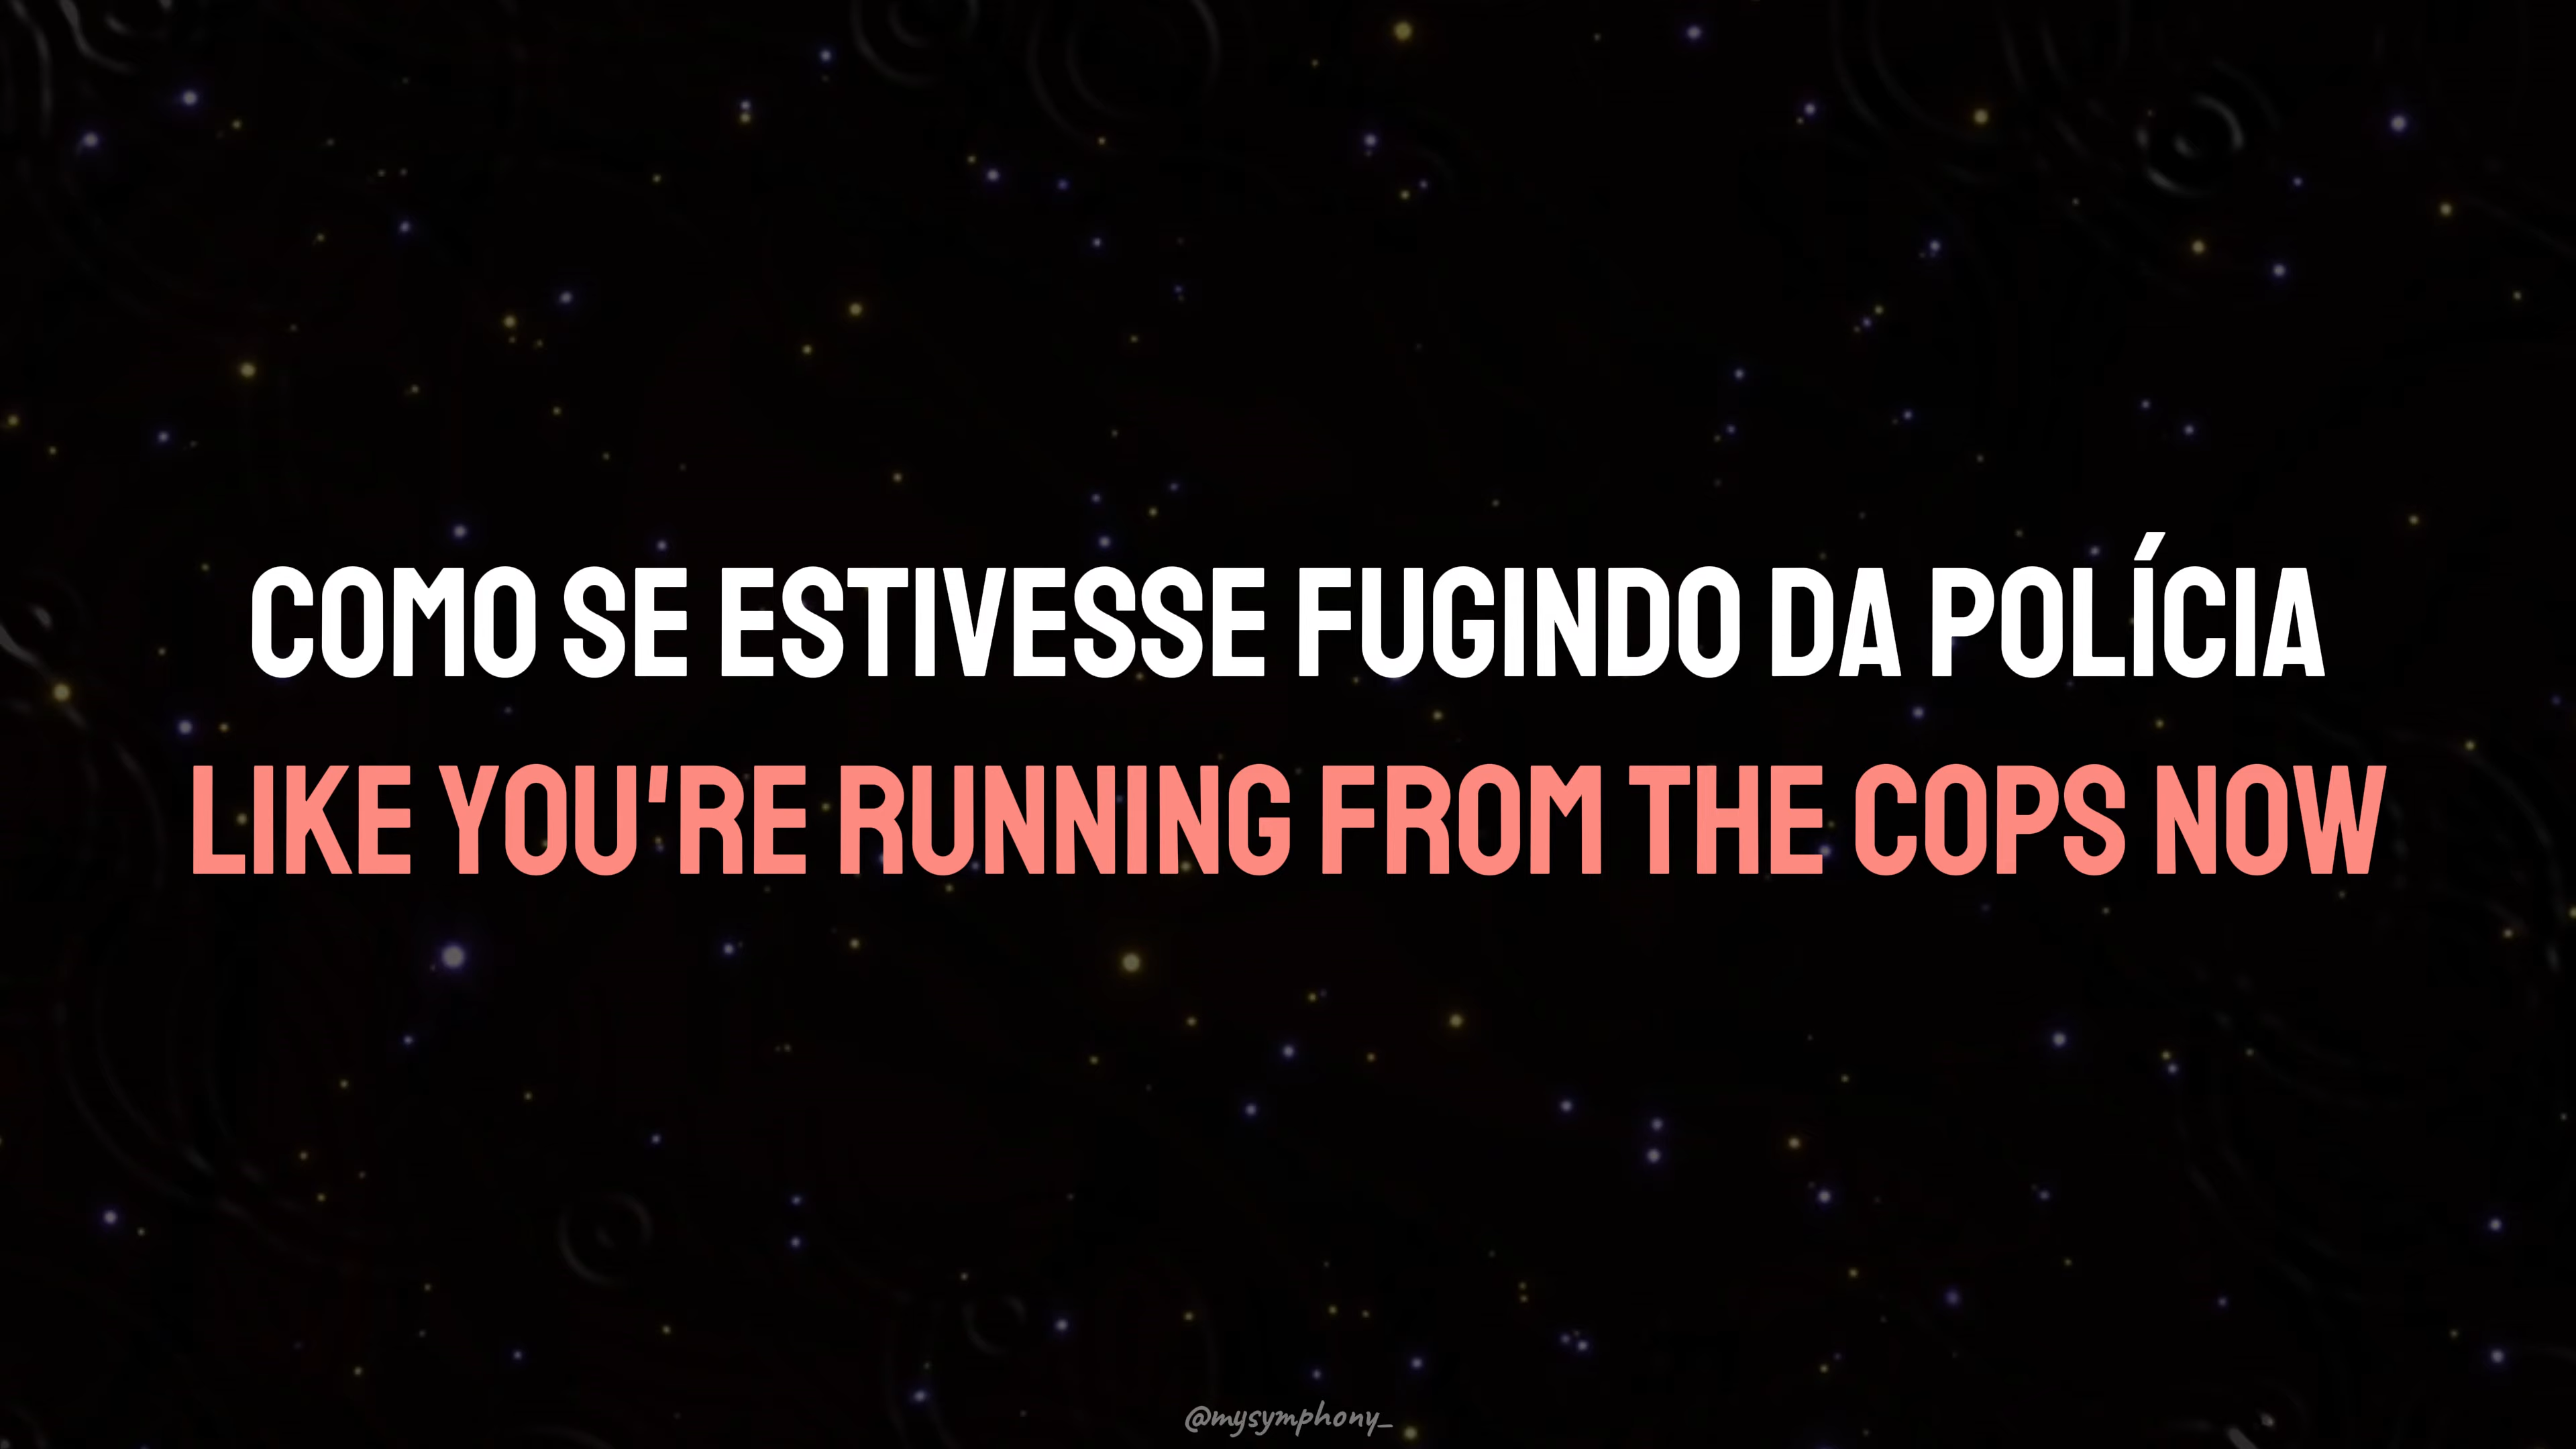 COMO SE ESTIVESSE FUGINDO DA POLÍCIA
LIKE YOU'RE RUNNING FROM THE COPS NOW
@mysymphony_